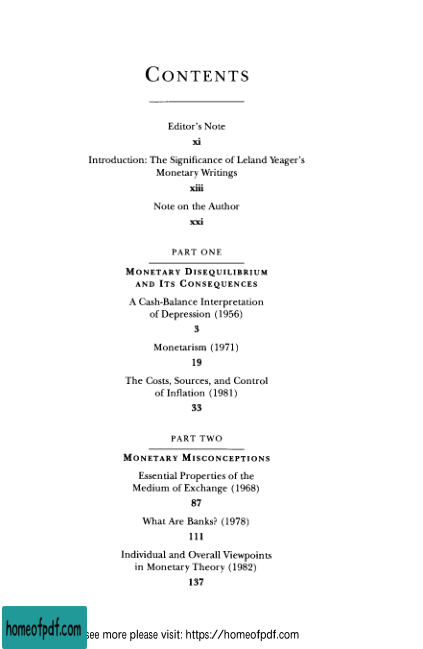 CONTENTS
Editor's Note
xi
Introduction: The Significance of Leland Yeager's
Monetary Writings
xiii
Note on the Author
xxi
PART ONE
MONETARY DISEQUILIBRIUM
AND ITS CONSEQUENCES
A Cash-Balance Interpretation
of Depression (1956)
3
Monetarism (1971)
19
The Costs, Sources, and Control
of Inflation (1981)
33
PART TWO
MONETARY MISCONCEPTIONS
Essential Properties of the
Medium of Exchange (1968)
87
What Are Banks? (1978)
111
Individual and Overall Viewpoints
in Monetary Theory (1982)
137
homeofpdf.com see more please visit: https://homeofpdf.com